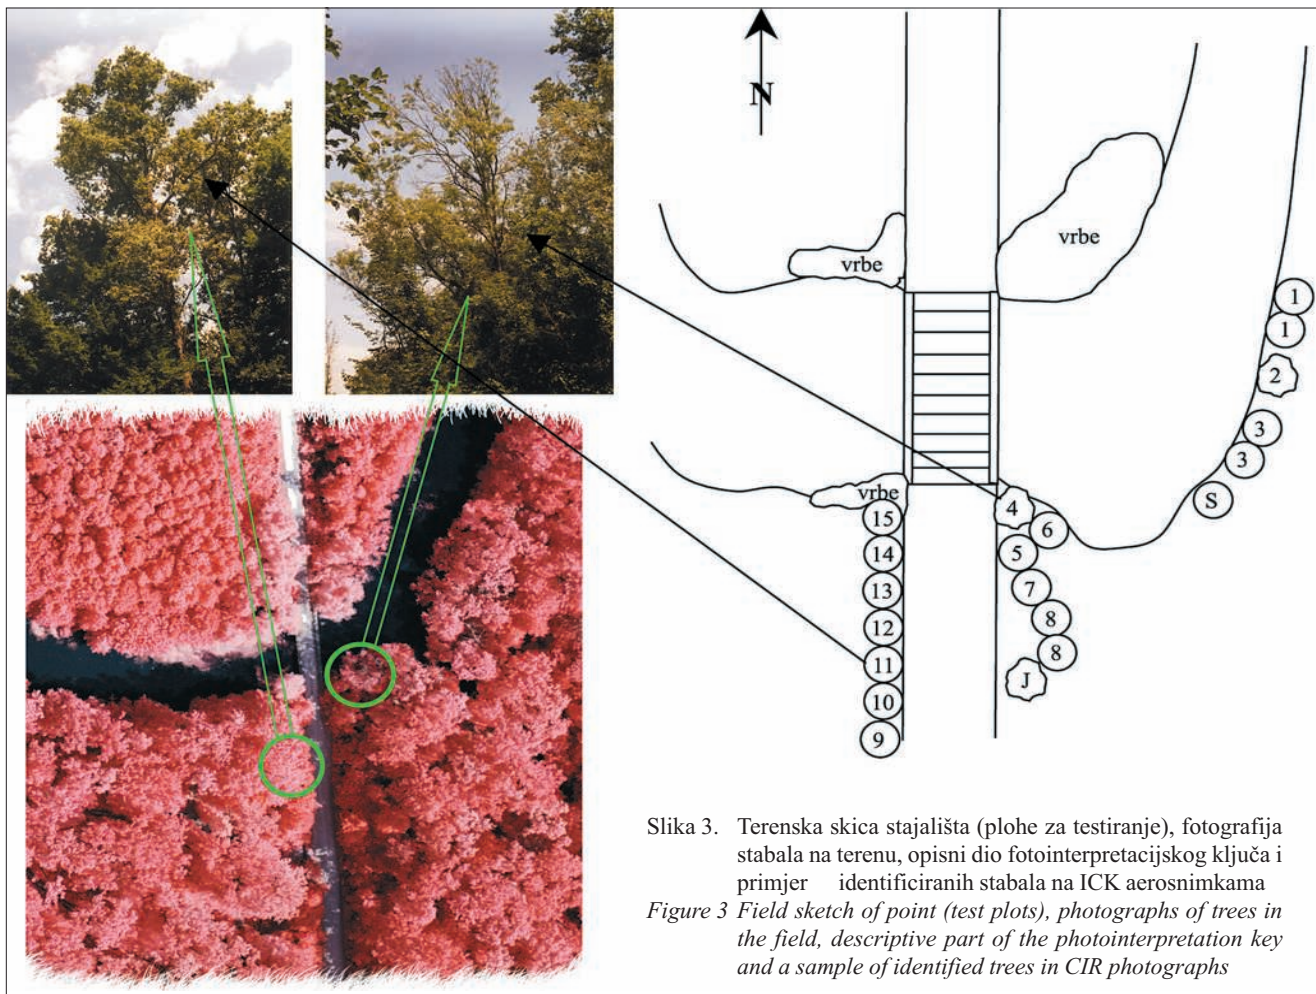 N
vrbe
vrbe
1
1
2
3
3
S
vrbe
4
15
6
14
5
13
7
12
8
11
8
10
J
9
Slika 3. Terenska skica stajališta (plohe za testiranje), fotografija
stabala na terenu, opisni dio fotointerpretacijskog ključa i
primjer identificiranih stabala na ICK aerosnimkama
Figure 3 Field sketch of point (test plots), photographs of trees in
the field, descriptive part of the photointerpretation key
and a sample of identified trees in CIR photographs